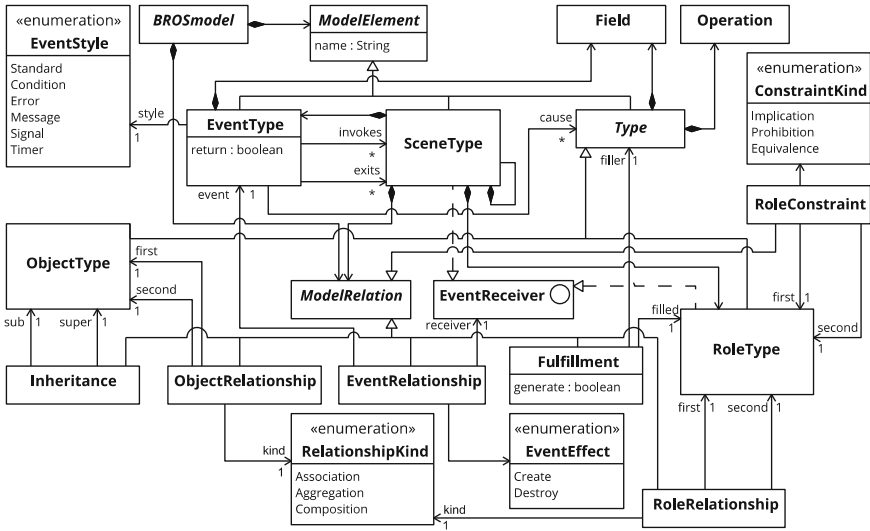 «enumeration»
EventStyle
Standard
Condition
Error
Message
Signal
Timer
BROSmodel
ModelElement
name : String
Field
Operation
«enumeration»
ConstraintKind
Implication
Prohibition
Equivalence
style
1
EventType
return : boolean
invokes
*
exits
*
SceneType
cause
*
Type
filler
1
event
1
RoleConstraint
ObjectType
first
1
second
1
sub
1
super
1
ModelRelation
EventReceiver
receiver
1
filled
1
first
1
second
1
RoleType
Inheritance
ObjectRelationship
EventRelationship
Fulfillment
generate : boolean
first
1
second
1
kind
1
«enumeration»
RelationshipKind
Association
Aggregation
Composition
«enumeration»
EventEffect
Create
Destroy
kind
1
RoleRelationship